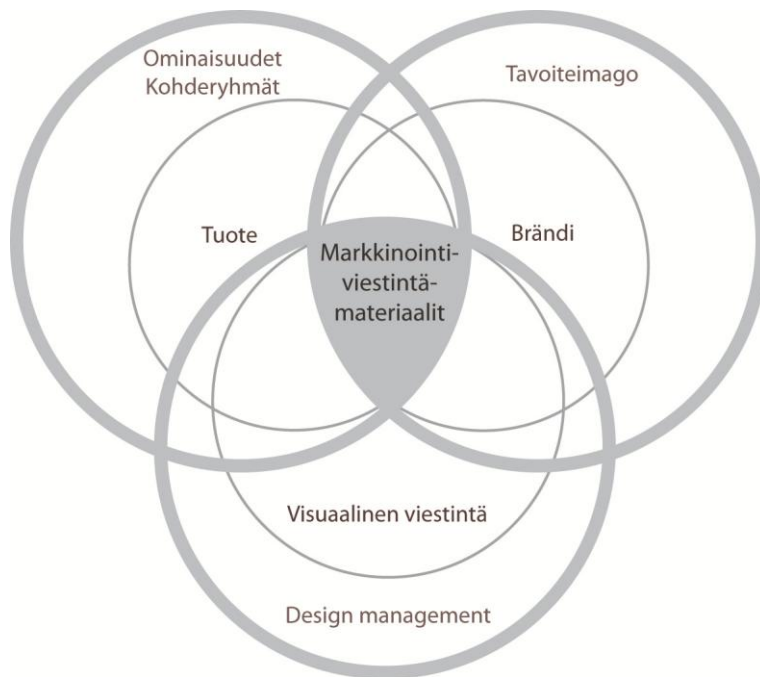 Ominaisuudet
Kohderyhmät
Tavoiteimago
Tuote
Brändi
Markkinointi-
viestintä-
materiaalit
Visuaalinen viestintä
Design management